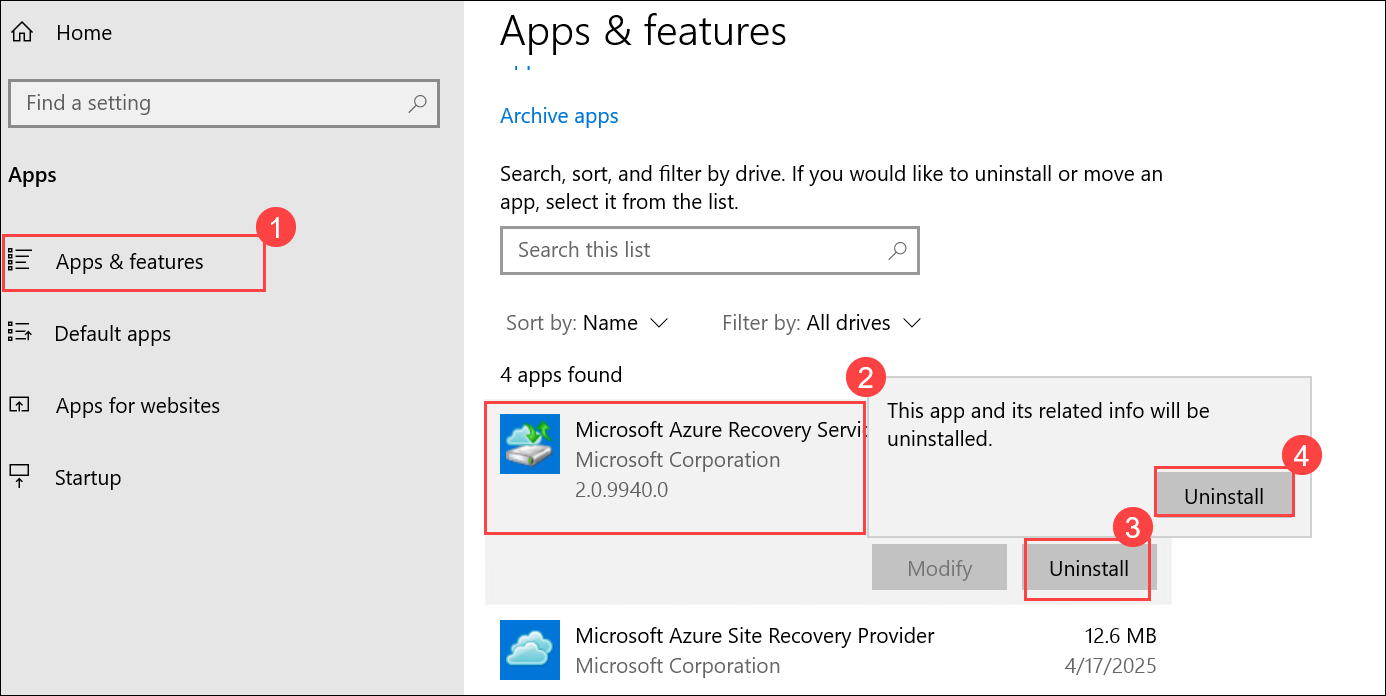 Home
Find a setting
Apps
1
Apps & features
Default apps
Apps for websites
Startup
Apps & features
Archive apps
Search, sort, and filter by drive. If you would like to uninstall or move an
app, select it from the list.
Search this list
Sort by: Name
Filter by: All drives
4 apps found
2
Microsoft Azure Recovery Servi
Microsoft Corporation
2.0.9940.0
This app and its related info will be
uninstalled.
4
Uninstall
3
Modify
Uninstall
Microsoft Azure Site Recovery Provider
12.6 MB
Microsoft Corporation
4/17/2025